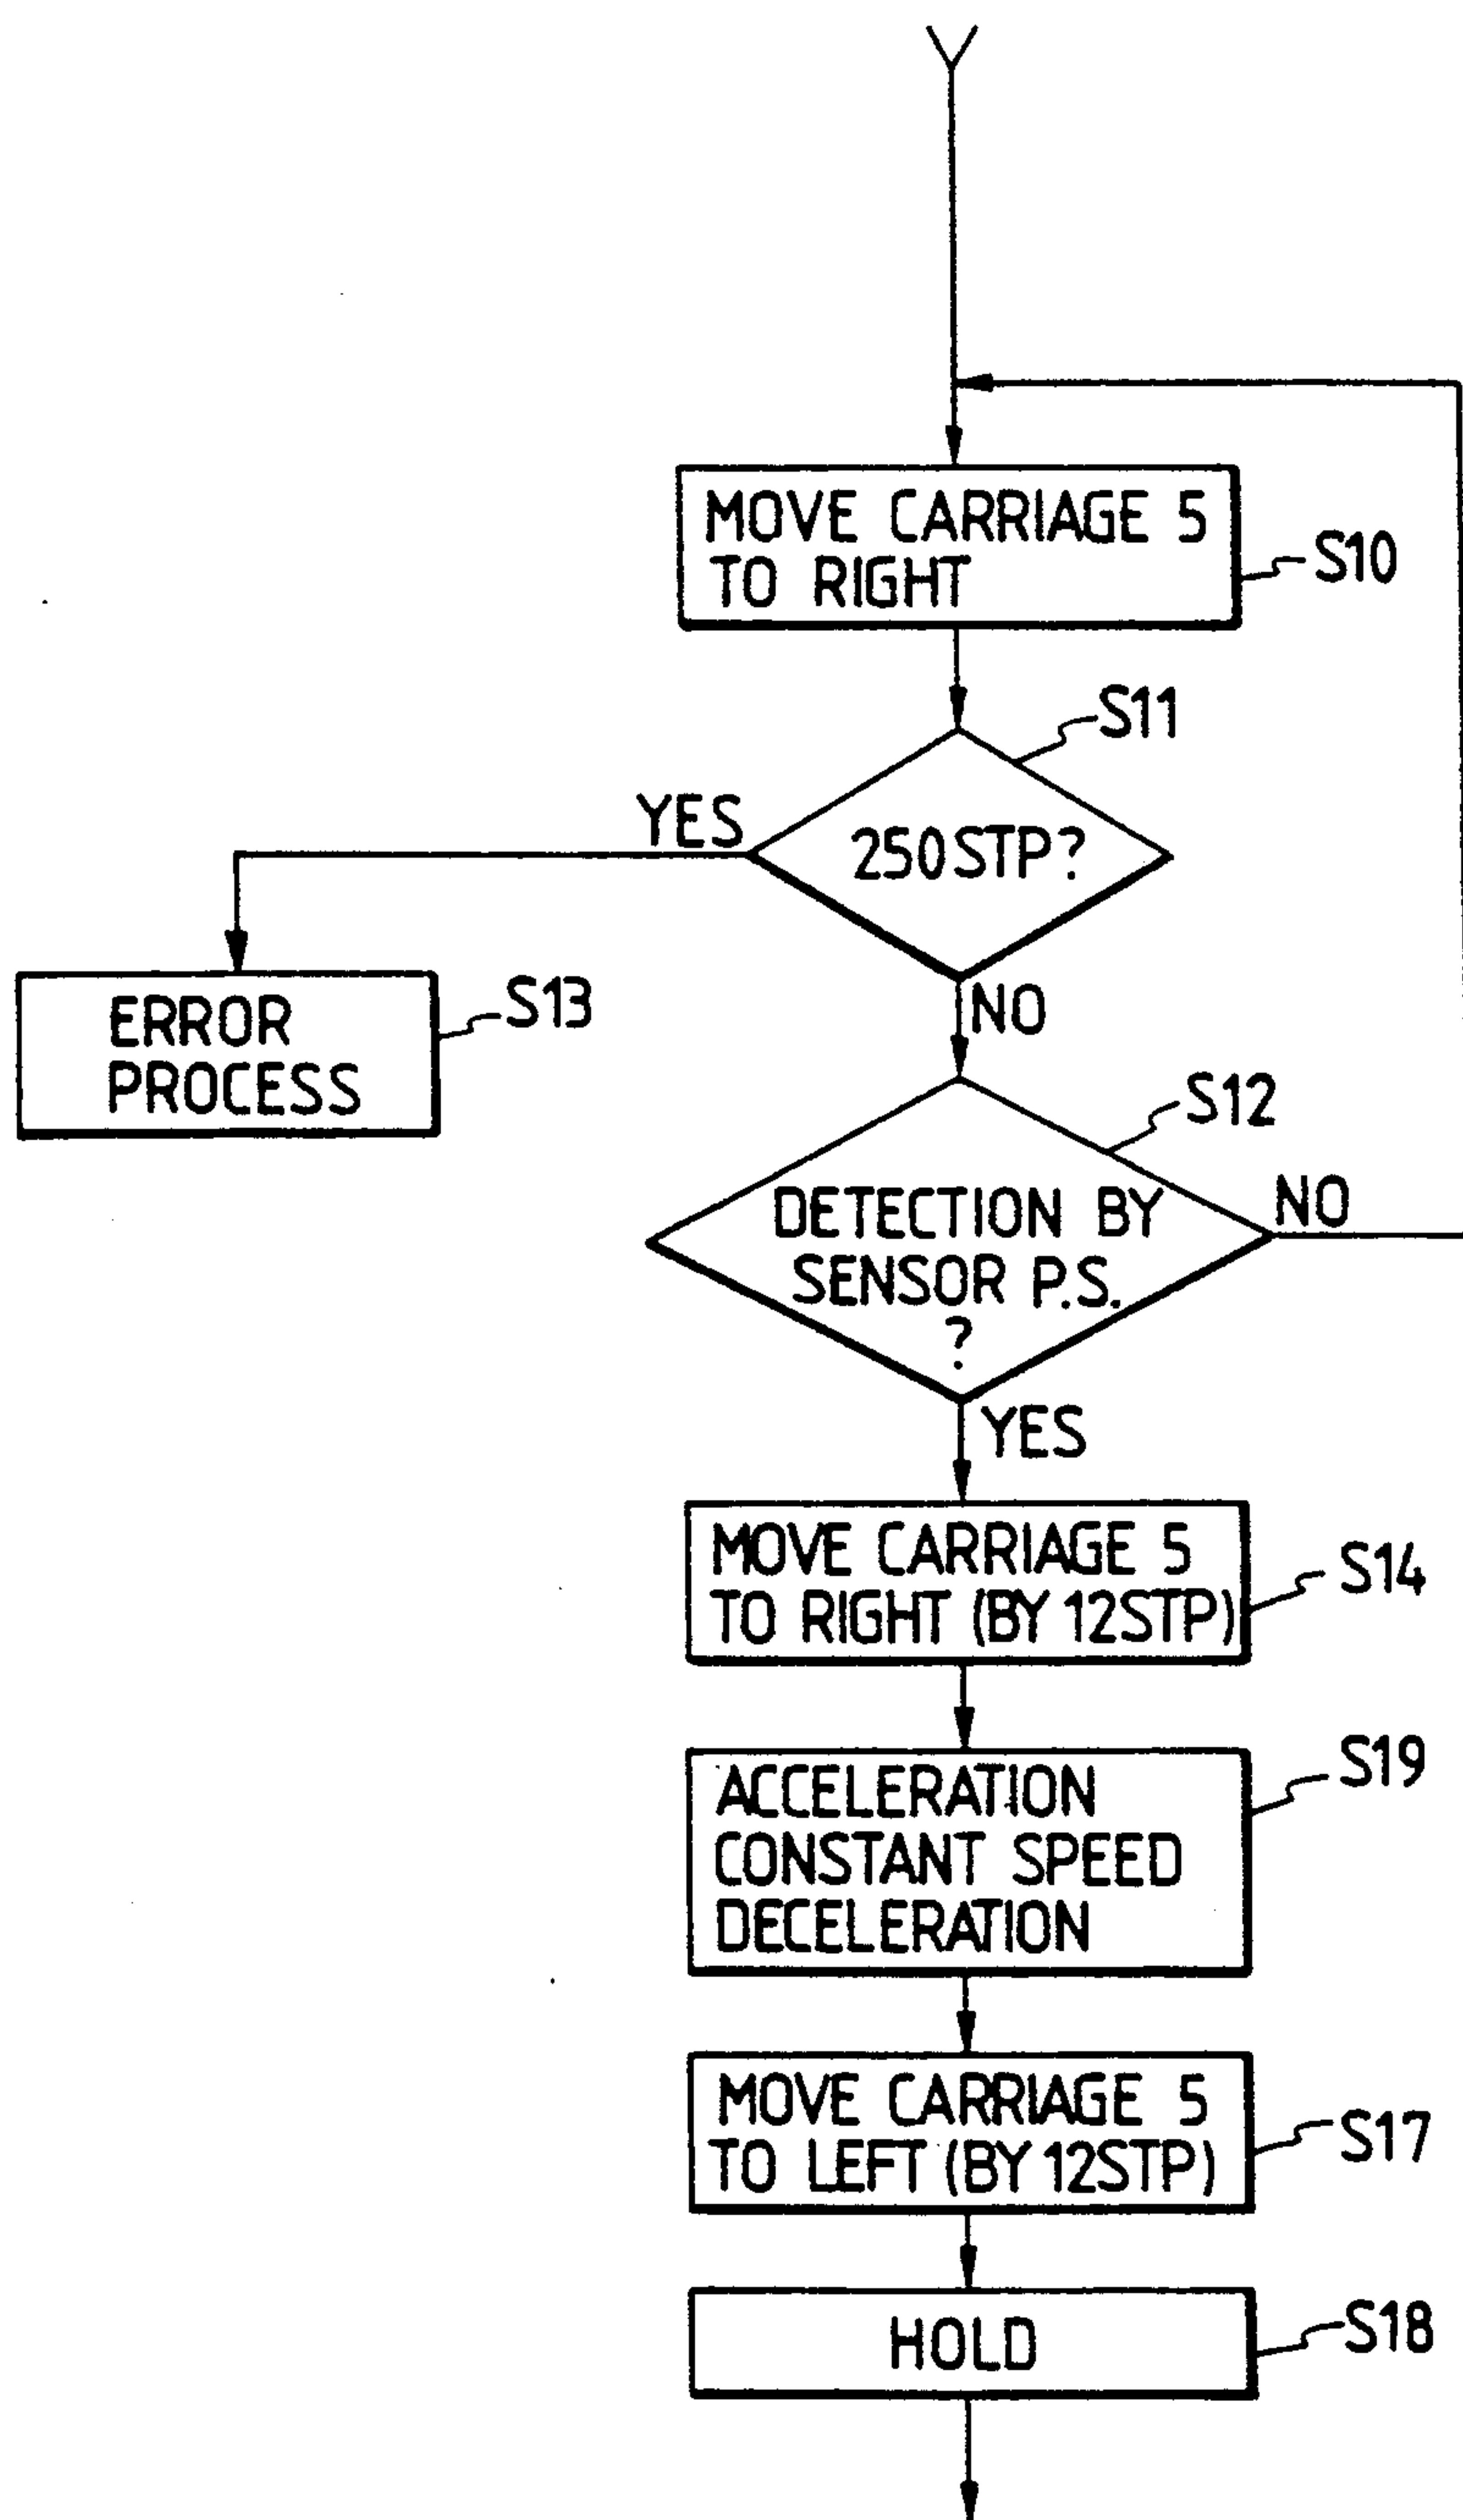 MOVE CARRIAGE 5
TO RIGHT
S10
S11
YES
250STP?
ERROR
PROCESS
S13
NO
S12
DETECTION BY
SENSOR P.S.
?
NO
YES
MOVE CARRIAGE 5
TO RIGHT (BY 12STP)
S14
ACCELERATION
CONSTANT SPEED
DECELERATION
S19
MOVE CARRIAGE 5
TO LEFT (BY 12STP)
S17
HOLD
S18